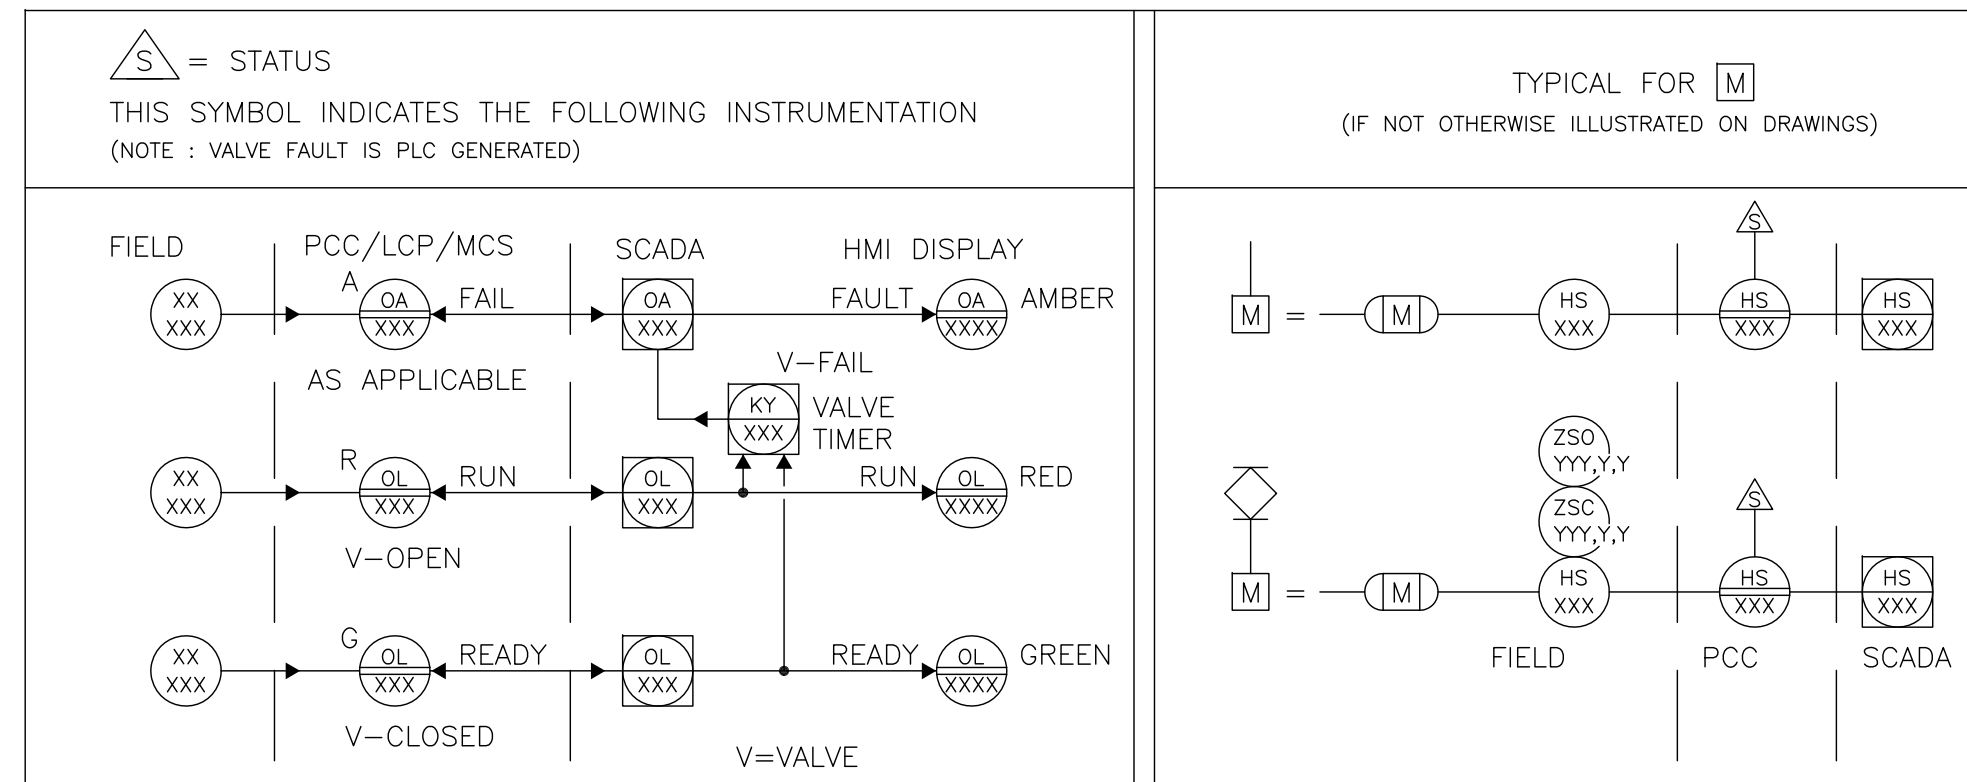 S = STATUS
THIS SYMBOL INDICATES THE FOLLOWING INSTRUMENTATION
(NOTE : VALVE FAULT IS PLC GENERATED)
FIELD PCC/LCP/MCS SCADA HMI DISPLAY
XX
XXX
A
OA
XXX
FAIL
OA
XXX
FAULT
OA
XXXX
AMBER
AS APPLICABLE
V-FAIL
KY
XXX
VALVE
TIMER
XX
XXX
R
OL
XXX
RUN
OL
XXX
RUN
OL
XXXX
RED
V-OPEN
XX
XXX
G
OL
XXX
READY
OL
XXX
READY
OL
XXXX
GREEN
V-CLOSED
V=VALVE
TYPICAL FOR M
(IF NOT OTHERWISE ILLUSTRATED ON DRAWINGS)
S
M = M
HS
XXX
HS
XXX
HS
XXX
ZSO
YYY,Y,Y
ZSC
YYY,Y,Y
S
M = M
HS
XXX
HS
XXX
HS
XXX
FIELD PCC SCADA